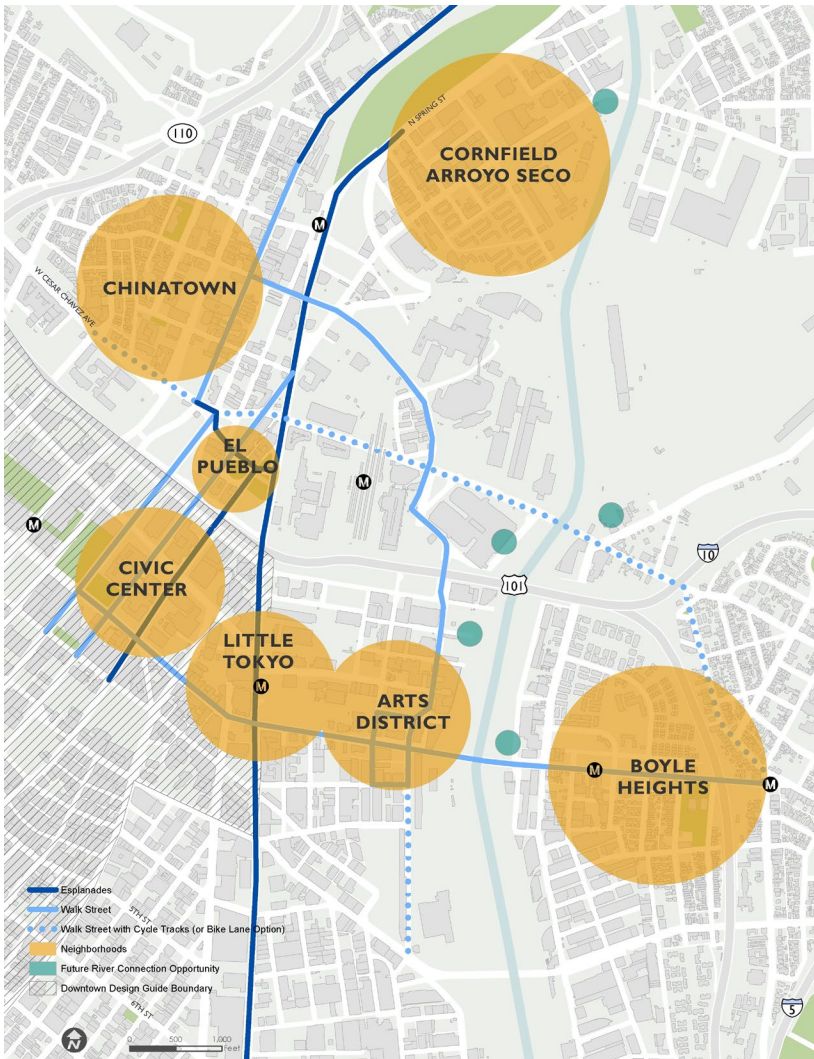 N SPRING ST
CORNFIELD
ARROYO SECO
110
M
CHINATOWN
W CESAR CHAVEZ AVE
EL
PUEBLO
M
M
CIVIC
CENTER
10
101
LITTLE
TOKYO
M
ARTS
DISTRICT
BOYLE
HEIGHTS
M
M
Esplanades
Walk Street
5TH ST
Walk Street with Cycle Tracks (or Bike Lane Option)
Neighborhoods
Future River Connection Opportunity
Downtown Design Guide Boundary
6TH ST
5
0 500 1,000
Feet